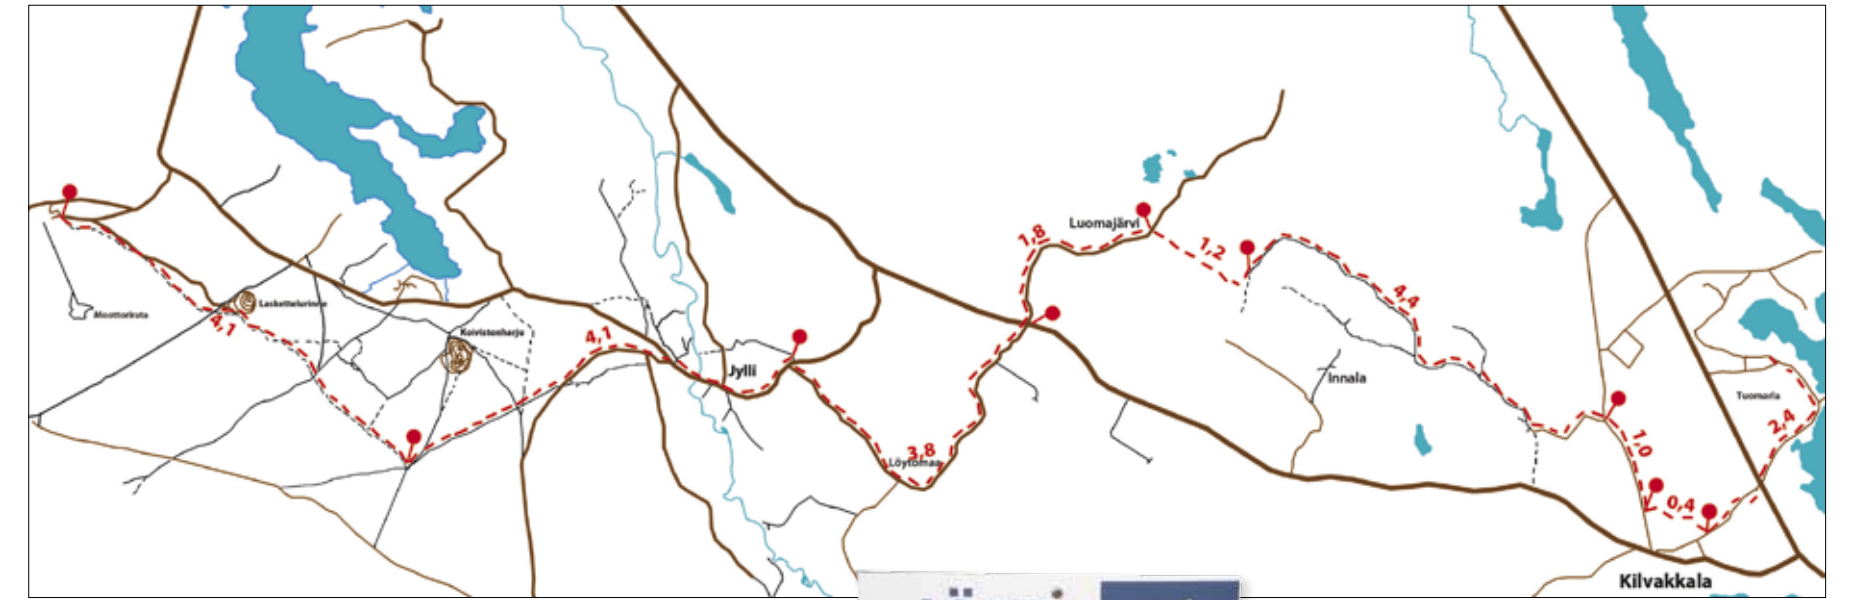 Luomajärvi
1,8
1,2
4,4
Moottorirata
Laskettelurinne
4,1
Koivistonharju
4,1
Jylli
Innala
Tuomarla
2,4
3,8
Löytömaa
1,0
0,4
Kilvakkala